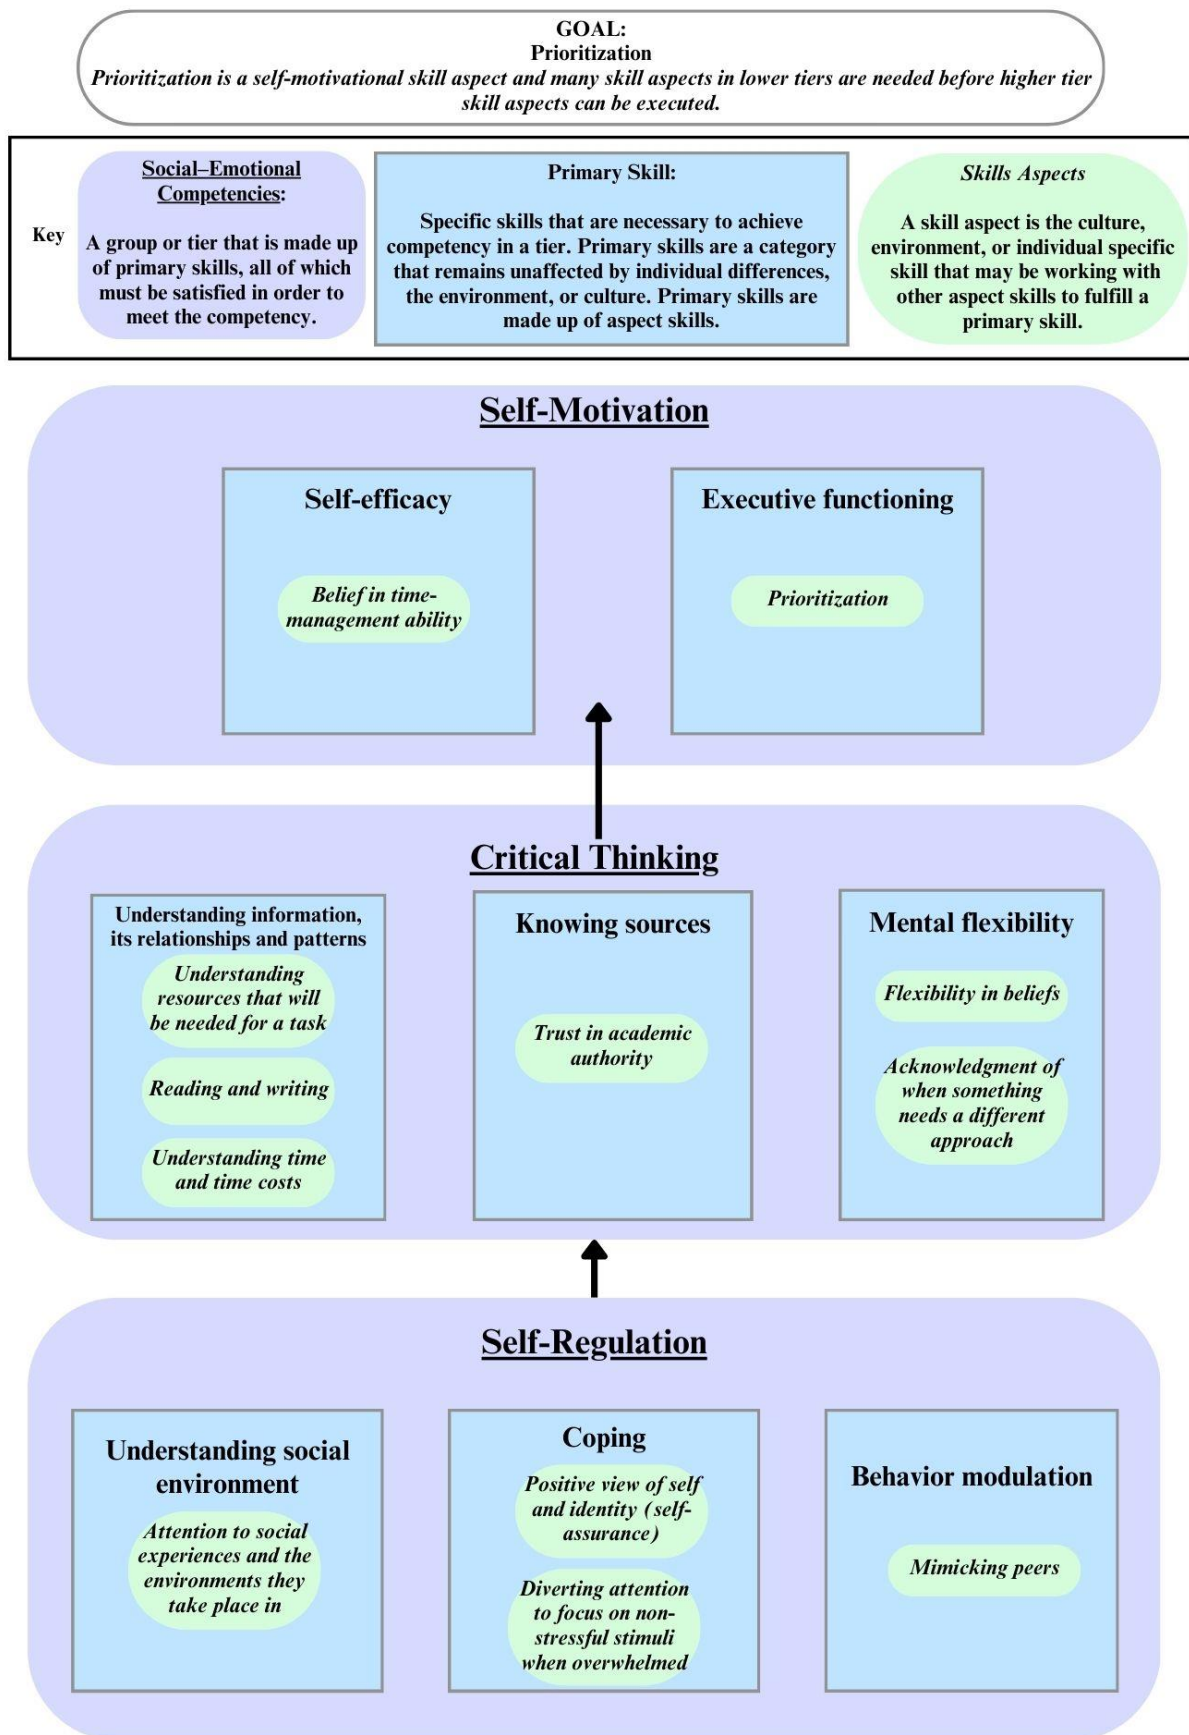 GOAL:
Prioritization
Prioritization is a self-motivational skill aspect and many skill aspects in lower tiers are needed before higher tier
skill aspects can be executed.
Key
Social–Emotional
Competencies:
A group or tier that is made up
of primary skills, all of which
must be satisfied in order to
meet the competency.
Primary Skill:
Specific skills that are necessary to achieve
competency in a tier. Primary skills are a category
that remains unaffected by individual differences,
the environment, or culture. Primary skills are
made up of aspect skills.
Skills Aspects
A skill aspect is the culture,
environment, or individual specific
skill that may be working with
other aspect skills to fulfill a
primary skill.
Self-Motivation
Self-efficacy
Belief in time-
management ability
Executive functioning
Prioritization
Critical Thinking
Understanding information,
its relationships and patterns
Understanding
resources that will
be needed for a task
Reading and writing
Understanding time
and time costs
Knowing sources
Trust in academic
authority
Mental flexibility
Flexibility in beliefs
Acknowledgment of
when something
needs a different
approach
Self-Regulation
Understanding social
environment
Attention to social
experiences and the
environments they
take place in
Coping
Positive view of self
and identity (self-
assurance)
Diverting attention
to focus on non-
stressful stimuli
when overwhelmed
Behavior modulation
Mimicking peers